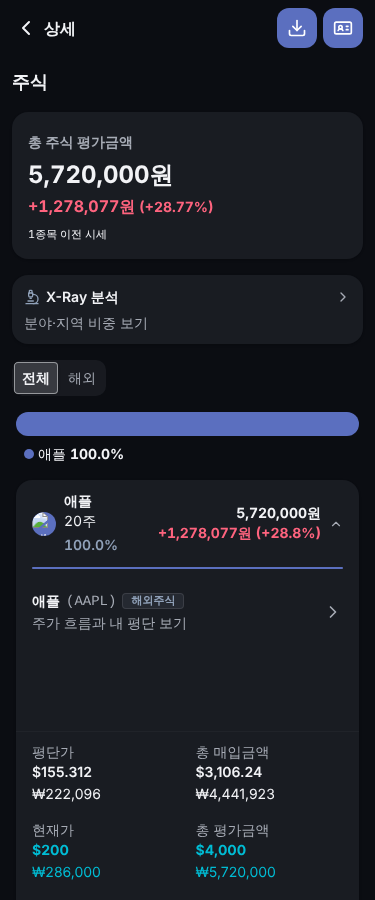 상세
주식
총 주식 평가금액
5,720,000원
+1,278,077원 (+28.77%)
1종목 이전 시세
X-Ray 분석
분야·지역 비중 보기
전체 해외
애플 100.0%
애플
20주
100.0%
5,720,000원
+1,278,077원 (+28.8%)
애플 (AAPL) 해외주식
주가 흐름과 내 평단 보기
평단가 총 매입금액
$155.312 $3,106.24
₩222,096 ₩4,441,923
현재가 총 평가금액
$200 $4,000
₩286,000 ₩5,720,000